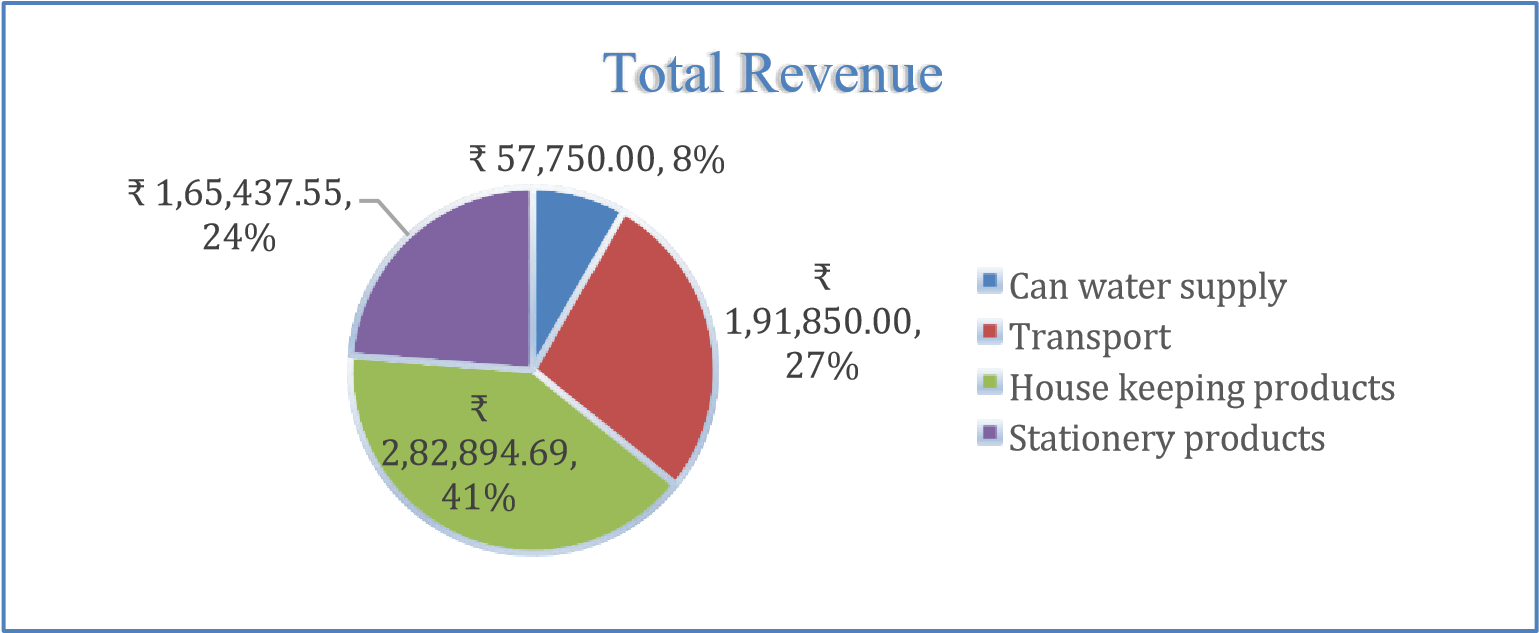 Total Revenue
₹ 57,750.00, 8%
₹ 1,65,437.55,
24%
₹
1,91,850.00,
27%
₹
2,82,894.69,
41%
Can water supply
Transport
House keeping products
Stationery products